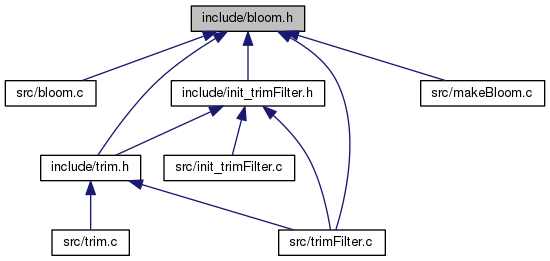 include/bloom.h
src/bloom.c
include/init_trimFilter.h
src/makeBloom.c
include/trim.h
src/init_trimFilter.c
src/trim.c
src/trimFilter.c